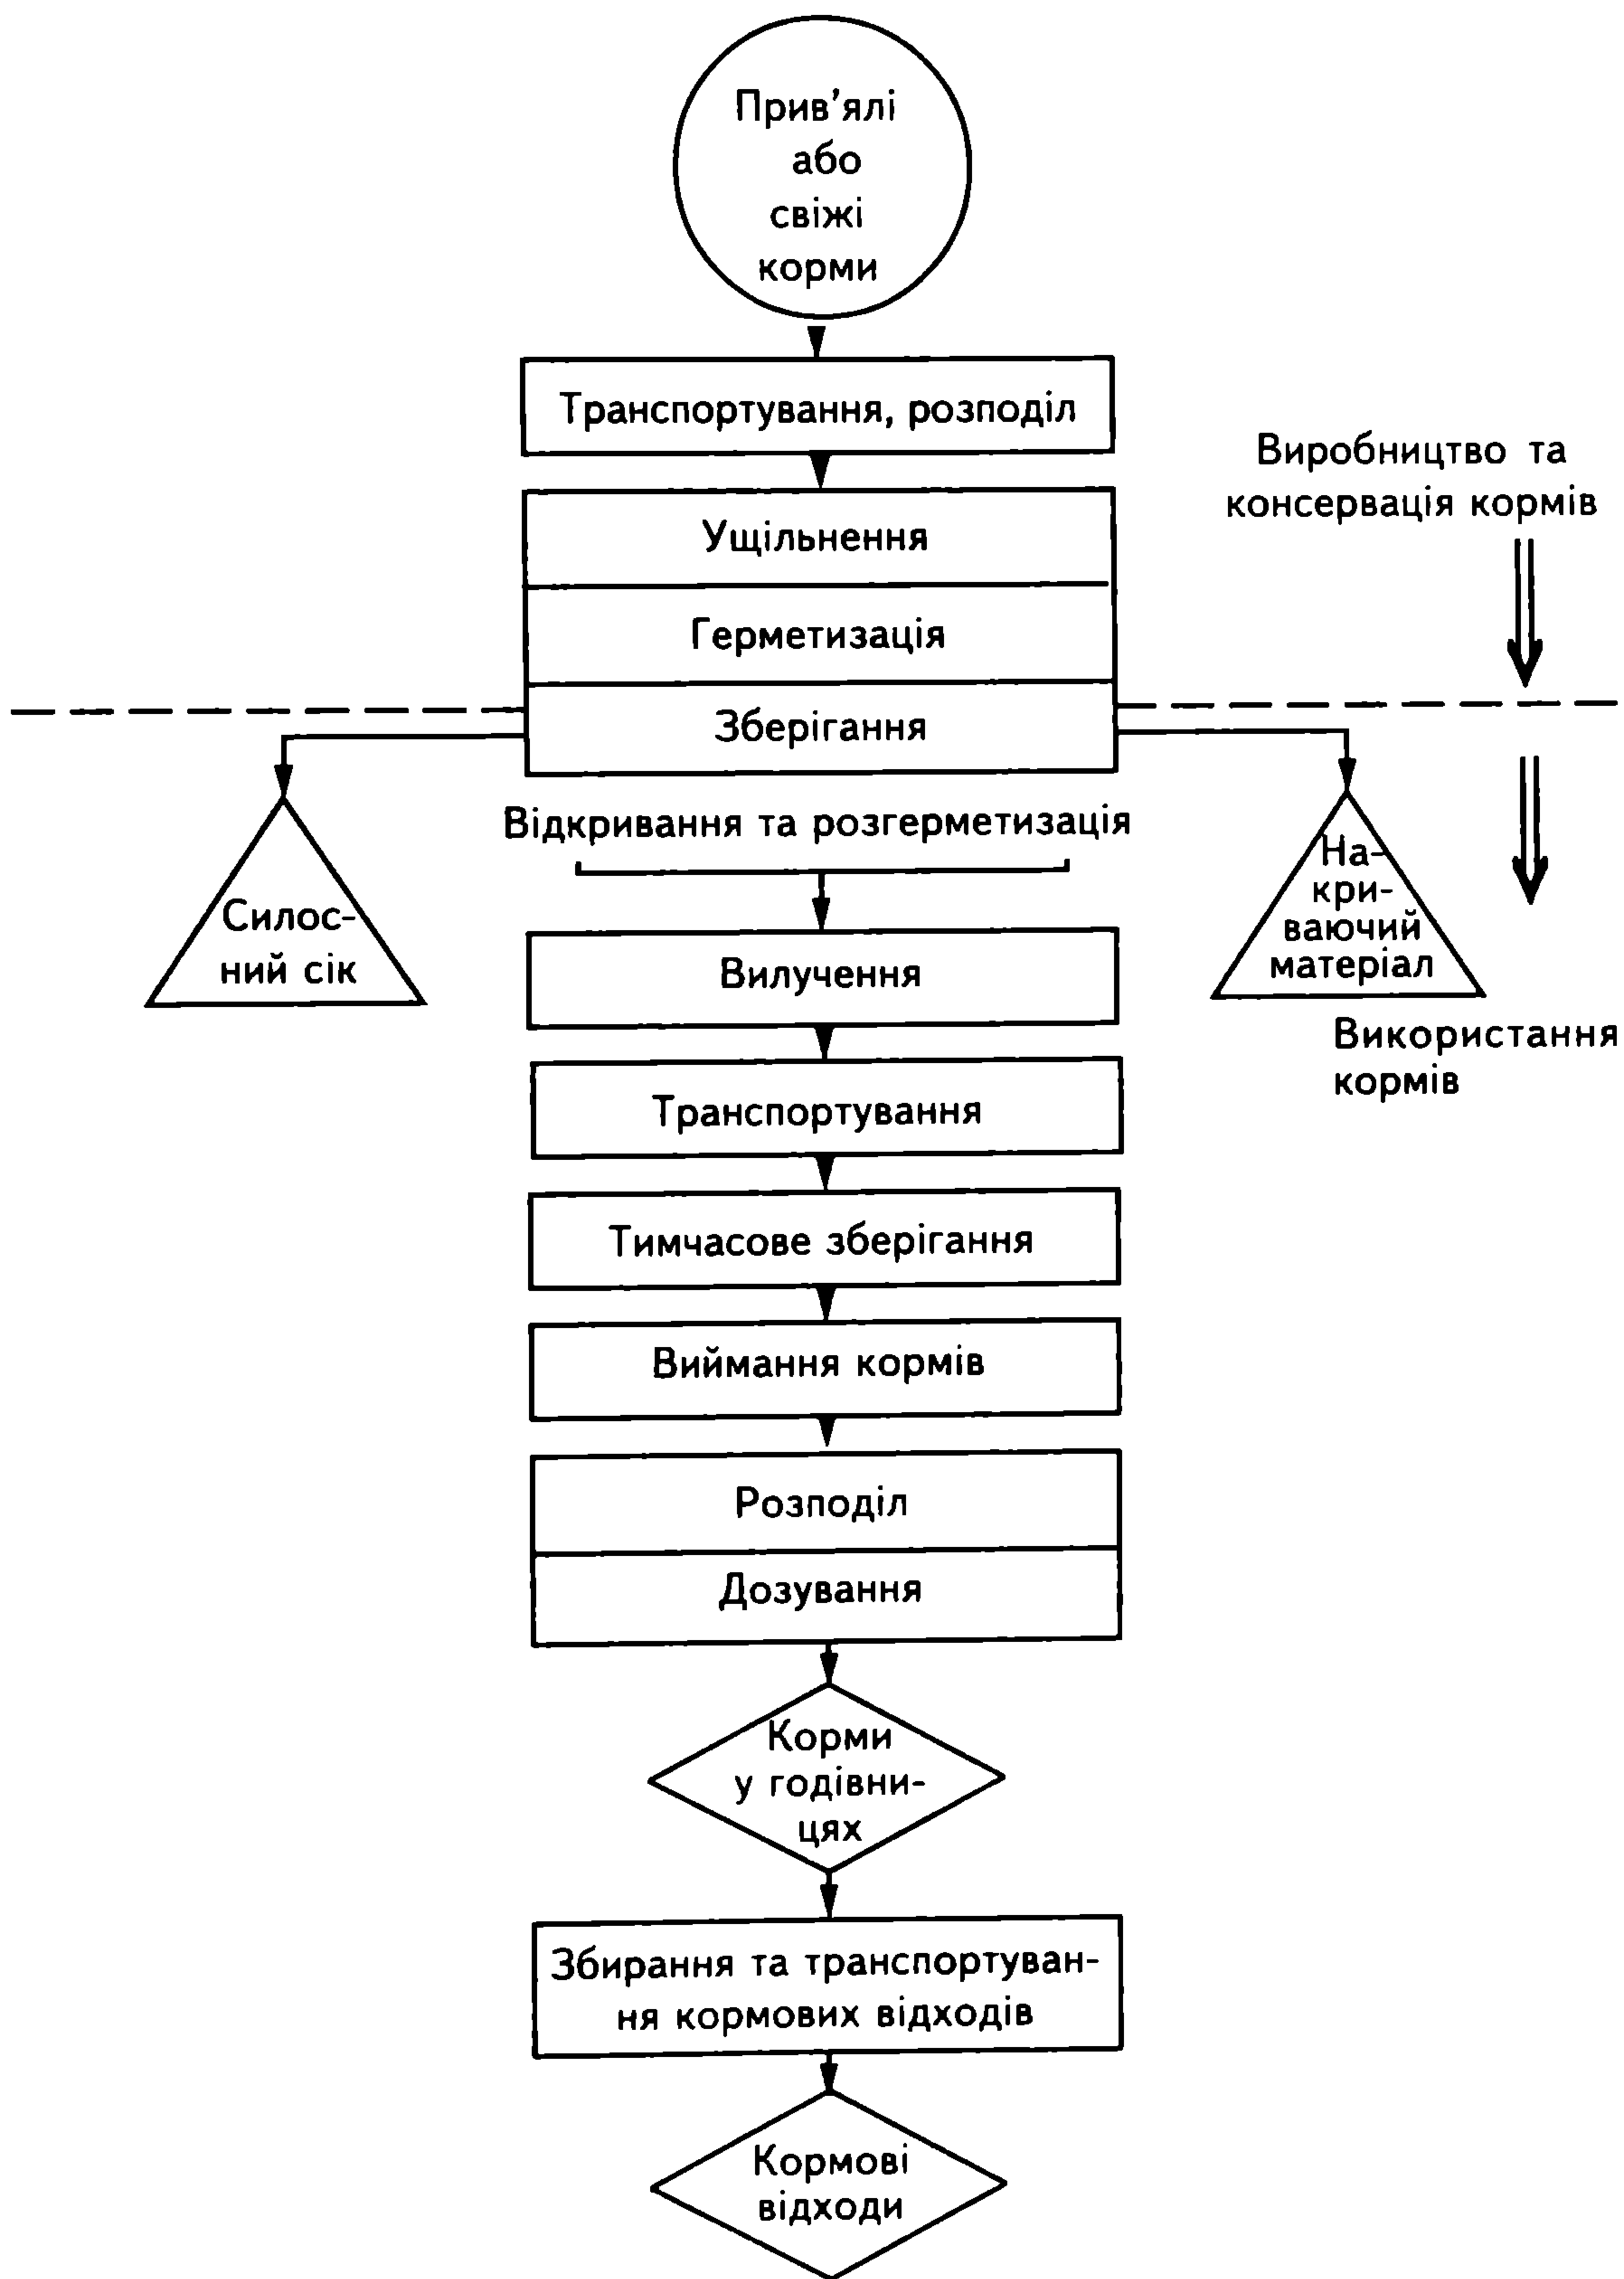 Прив'ялі
або
свіжі
корми
Транспортування, розподіл
Виробництво та
консервація кормів
Ущільнення
Герметизація
Зберігання
Відкривання та розгерметизація
Силос-
ний сік
На-
кри-
ваючий
матеріал
Вилучення
Використання
кормів
Транспортування
Тимчасове зберігання
Виймання кормів
Розподіл
Дозування
Корми
у годівни-
цях
Збирання та транспортуван-
ня кормових відходів
Кормові
відходи